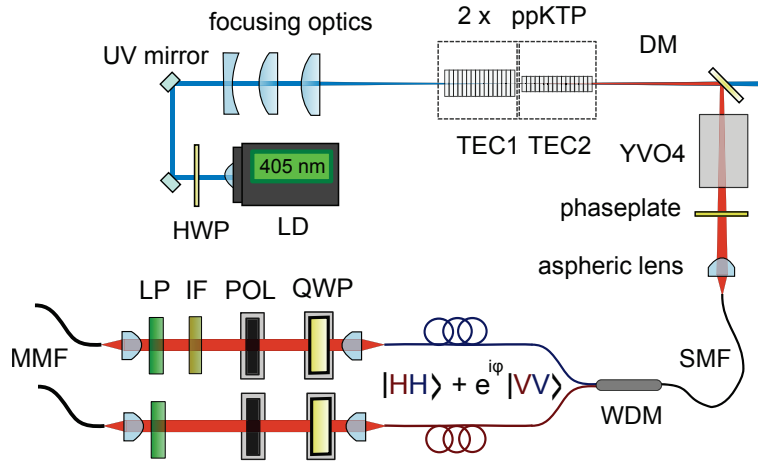 focusing optics
2 x ppKTP
DM
UV mirror
TEC1 TEC2
YVO4
405 nm
HWP
LD
phaseplate
aspheric lens
LP IF POL QWP
MMF
SMF
|HH⟩ + e^iφ |VV⟩
WDM